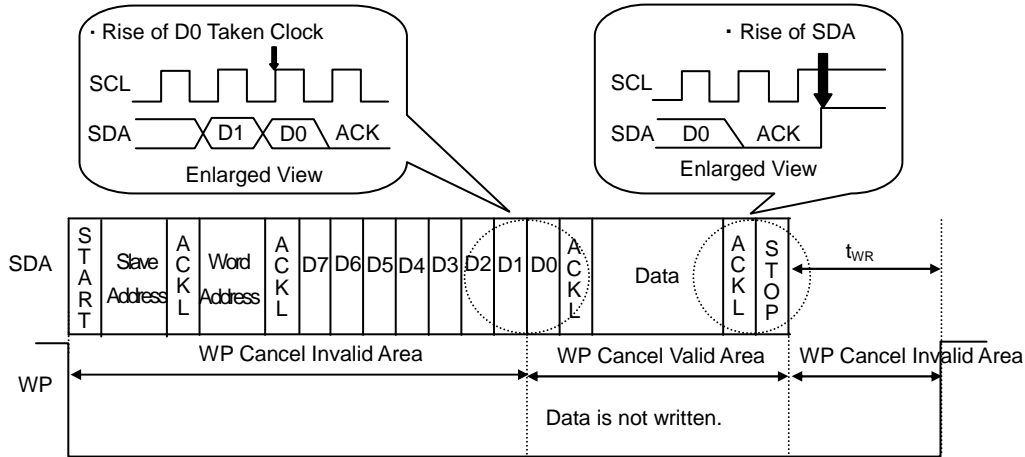 ・Rise of D0 Taken Clock
SCL
SDA
D1
D0
ACK
Enlarged View
・Rise of SDA
SCL
SDA
D0
ACK
Enlarged View
SDA
START
Slave Address
ACKL
Word Address
ACKL
D7
D6
D5
D4
D3
D2
D1
D0
ACKL
Data
ACKL
STOP
tWR
WP Cancel Invalid Area
WP Cancel Valid Area
WP Cancel Invalid Area
WP
Data is not written.